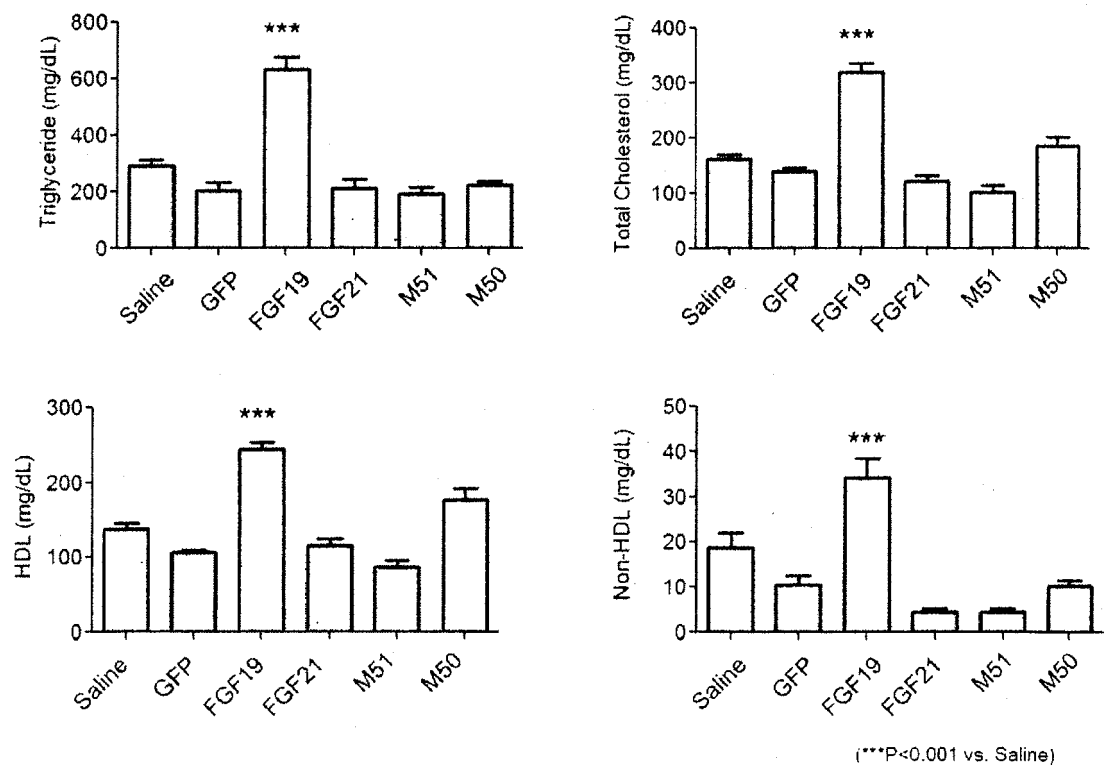 Triglyceride (mg/dL)
800
600
400
200
0
***
Saline
GFP
FGF19
FGF21
M51
M50
Total Cholesterol (mg/dL)
400
300
200
100
0
***
Saline
GFP
FGF19
FGF21
M51
M50
HDL (mg/dL)
300
200
100
0
***
Saline
GFP
FGF19
FGF21
M51
M50
Non-HDL (mg/dL)
50
40
30
20
10
0
***
Saline
GFP
FGF19
FGF21
M51
M50
(***P<0.001 vs. Saline)